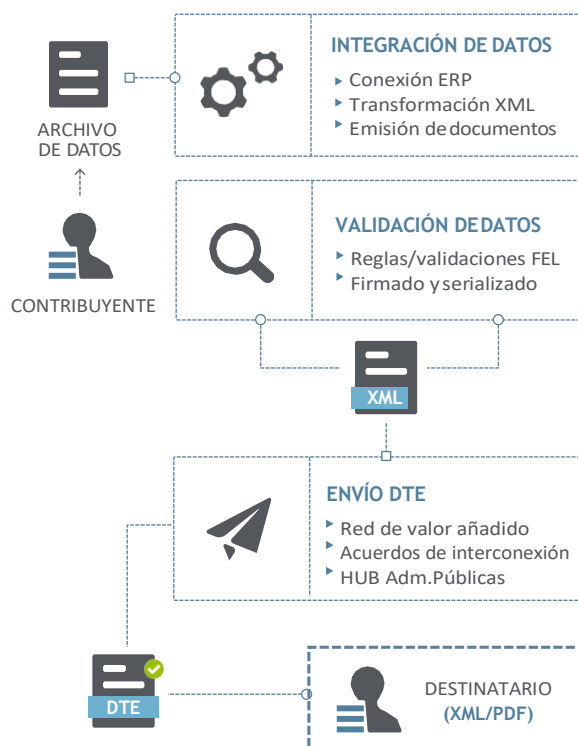 INTEGRACIÓN DE DATOS
Conexión ERP
Transformación XML
Emisión de documentos
ARCHIVO
DE DATOS
VALIDACIÓN DE DATOS
Reglas/validaciones FEL
Firmado y serializado
CONTRIBUYENTE
XML
ENVÍO DTE
Red de valor añadido
Acuerdos de interconexión
HUB Adm.Públicas
DTE
DESTINATARIO
(XML/PDF)